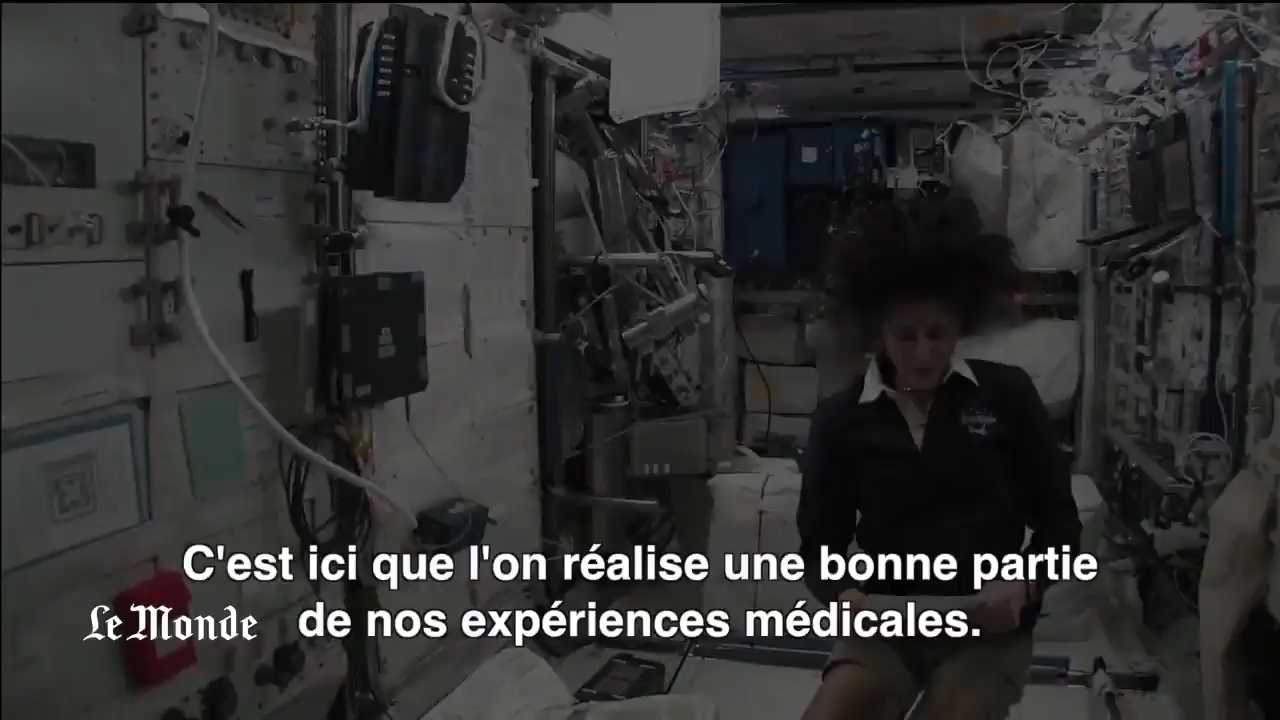 C'est ici que l'on réalise une bonne partie
de nos expériences médicales.
Le Monde